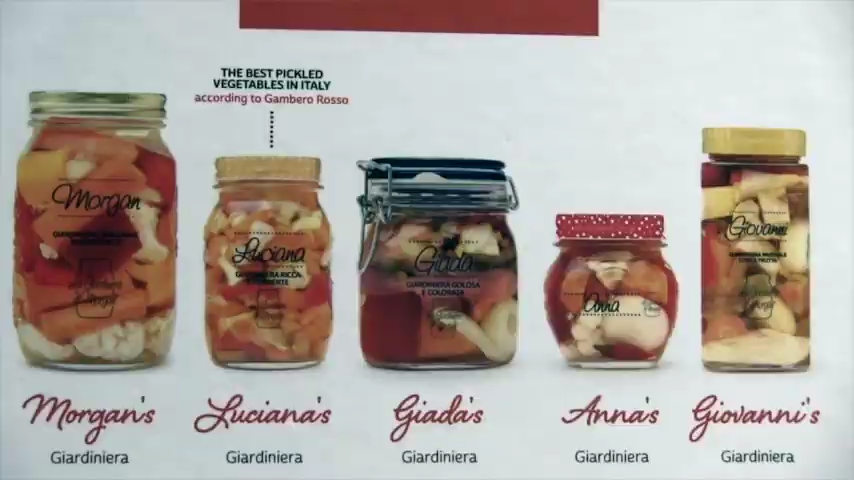 THE BEST PICKLED
VEGETABLES IN ITALY
according to Gambero Rosso
Morgan
Luciana
GIARDINIERA RICCA
Giada
GIARDINIERA GOLOSA
E COLORATA
Anna
Giovanni
Morgan's
Luciana's
Giada's
Anna's
Giovanni's
Giardiniera
Giardiniera
Giardiniera
Giardiniera
Giardiniera